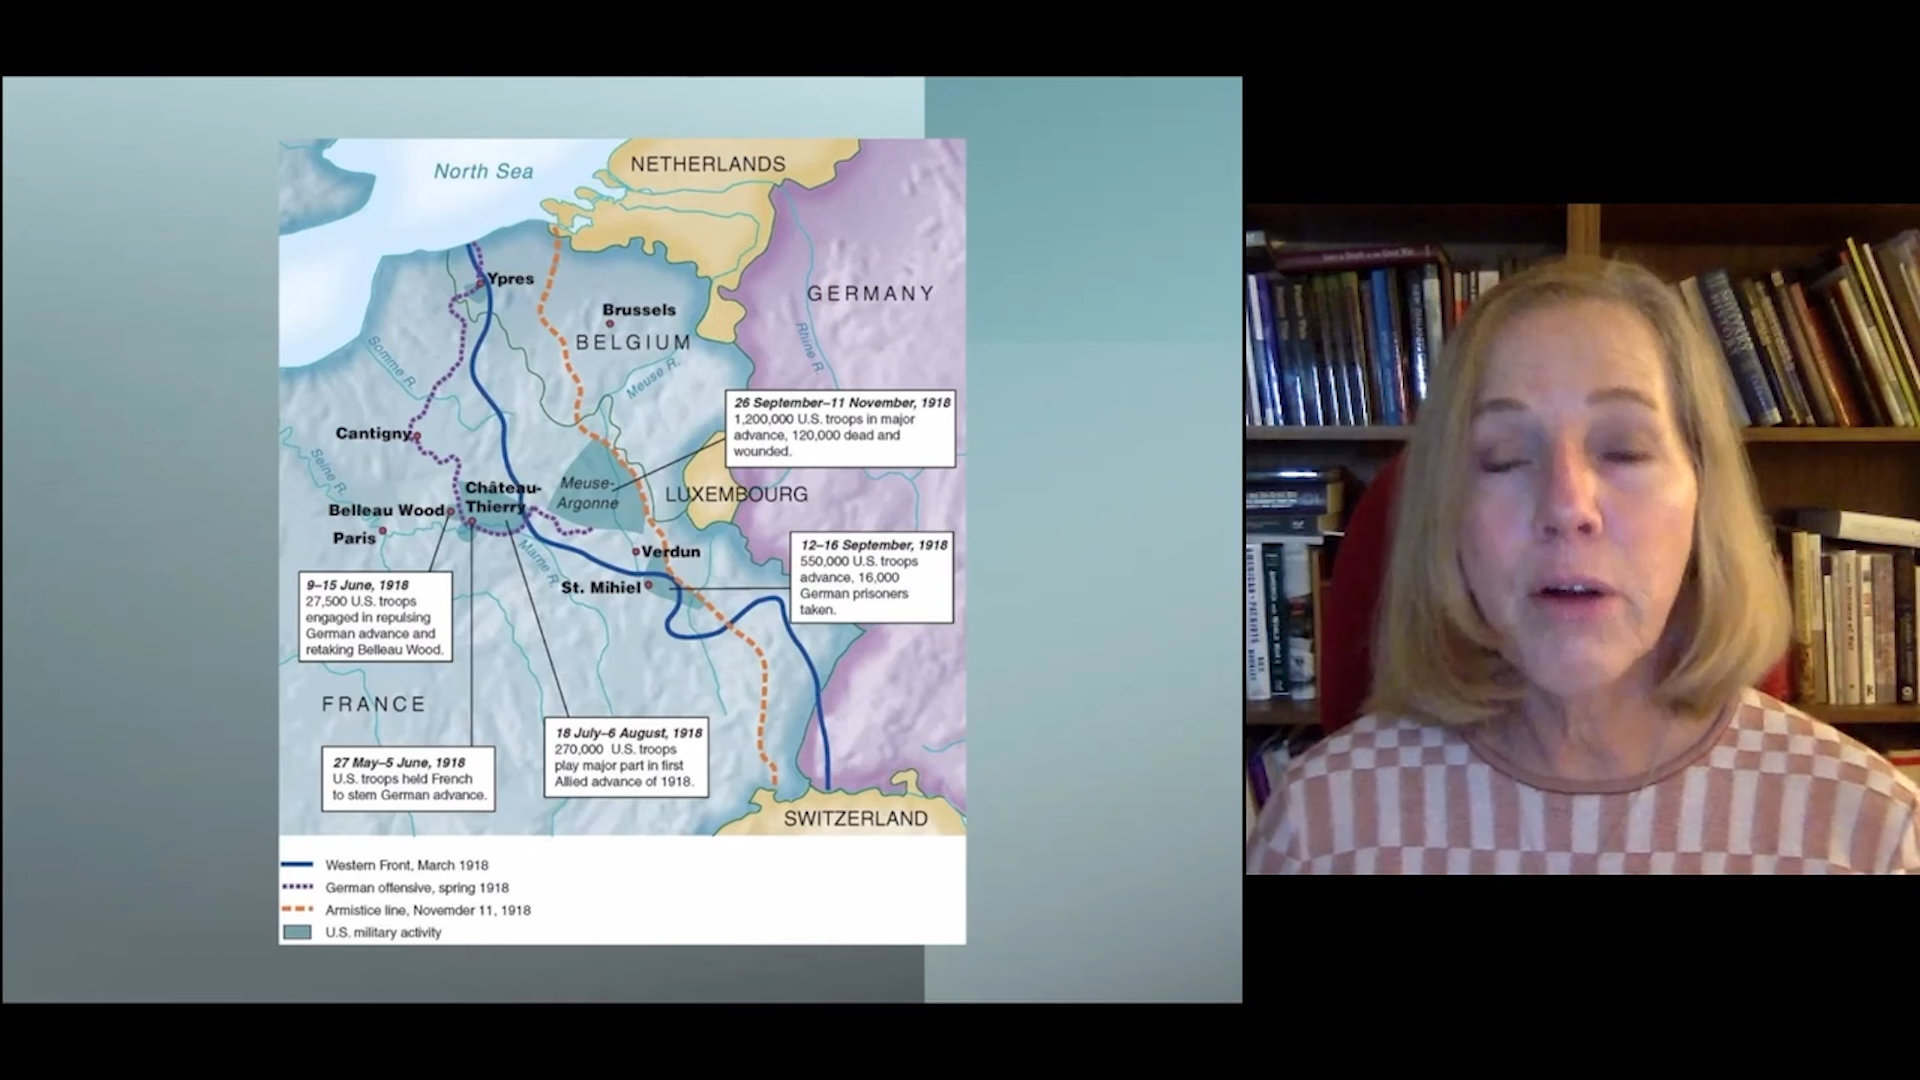 North Sea
NETHERLANDS
Ypres
GERMANY
Brussels
BELGIUM
Rhine R.
Somme R.
Meuse R.
26 September–11 November, 1918
1,200,000 U.S. troops in major
advance, 120,000 dead and
wounded.
Cantigny
Seine R.
Château-
Thierry
Meuse-
Argonne
LUXEMBOURG
Belleau Wood
Paris
Marne R.
Verdun
12–16 September, 1918
550,000 U.S. troops
advance, 16,000
German prisoners
taken.
St. Mihiel
9–15 June, 1918
27,500 U.S. troops
engaged in repulsing
German advance and
retaking Belleau Wood.
FRANCE
18 July–6 August, 1918
270,000 U.S. troops
play major part in first
Allied advance of 1918.
27 May–5 June, 1918
U.S. troops held French
to stem German advance.
SWITZERLAND
Western Front, March 1918
German offensive, spring 1918
Armistice line, Novemder 11, 1918
U.S. military activity